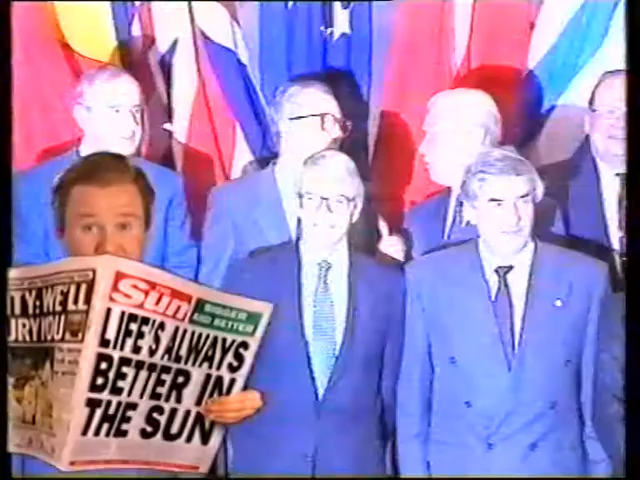 TY: WE'LL
URY YOU
THE Sun
BIGGER
AND BETTER
LIFE'S ALWAYS
BETTER IN
THE SUN